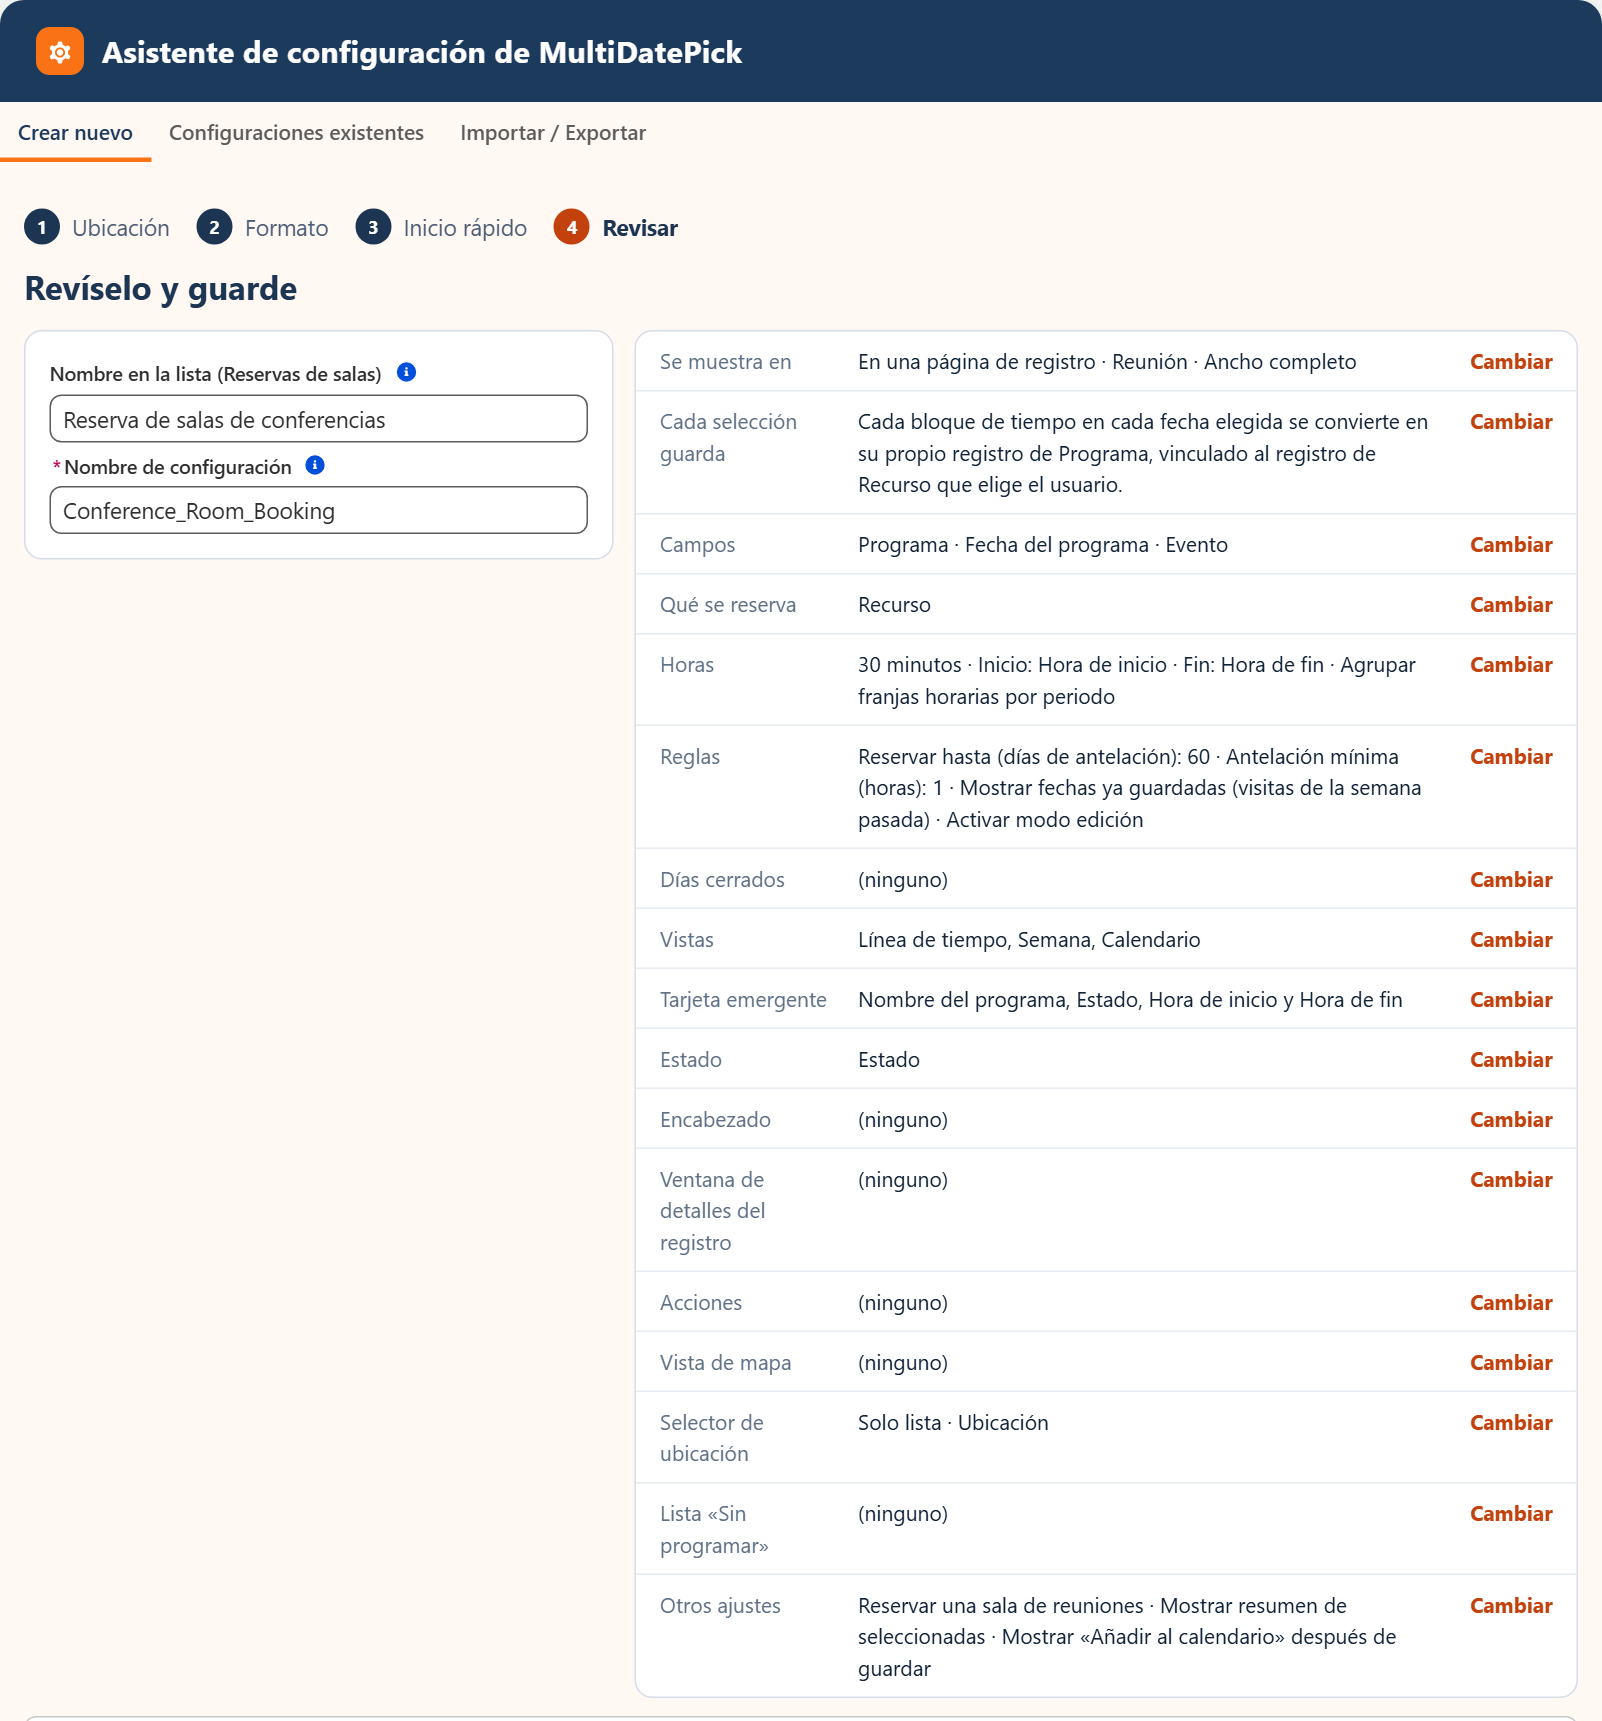 Asistente de configuración de MultiDatePick
Crear nuevo
Configuraciones existentes
Importar / Exportar
1 Ubicación
2 Formato
3 Inicio rápido
4 Revisar
Revíselo y guarde
Nombre en la lista (Reservas de salas)
Reserva de salas de conferencias
*Nombre de configuración
Conference_Room_Booking
Se muestra en
En una página de registro · Reunión · Ancho completo
Cambiar
Cada selección
guarda
Cada bloque de tiempo en cada fecha elegida se convierte en
su propio registro de Programa, vinculado al registro de
Recurso que elige el usuario.
Cambiar
Campos
Programa · Fecha del programa · Evento
Cambiar
Qué se reserva
Recurso
Cambiar
Horas
30 minutos · Inicio: Hora de inicio · Fin: Hora de fin · Agrupar
franjas horarias por periodo
Cambiar
Reglas
Reservar hasta (días de antelación): 60 · Antelación mínima
(horas): 1 · Mostrar fechas ya guardadas (visitas de la semana
pasada) · Activar modo edición
Cambiar
Días cerrados
(ninguno)
Cambiar
Vistas
Línea de tiempo, Semana, Calendario
Cambiar
Tarjeta emergente
Nombre del programa, Estado, Hora de inicio y Hora de fin
Cambiar
Estado
Estado
Cambiar
Encabezado
(ninguno)
Cambiar
Ventana de
detalles del
registro
(ninguno)
Cambiar
Acciones
(ninguno)
Cambiar
Vista de mapa
(ninguno)
Cambiar
Selector de
ubicación
Solo lista · Ubicación
Cambiar
Lista «Sin
programar»
(ninguno)
Cambiar
Otros ajustes
Reservar una sala de reuniones · Mostrar resumen de
seleccionadas · Mostrar «Añadir al calendario» después de
guardar
Cambiar